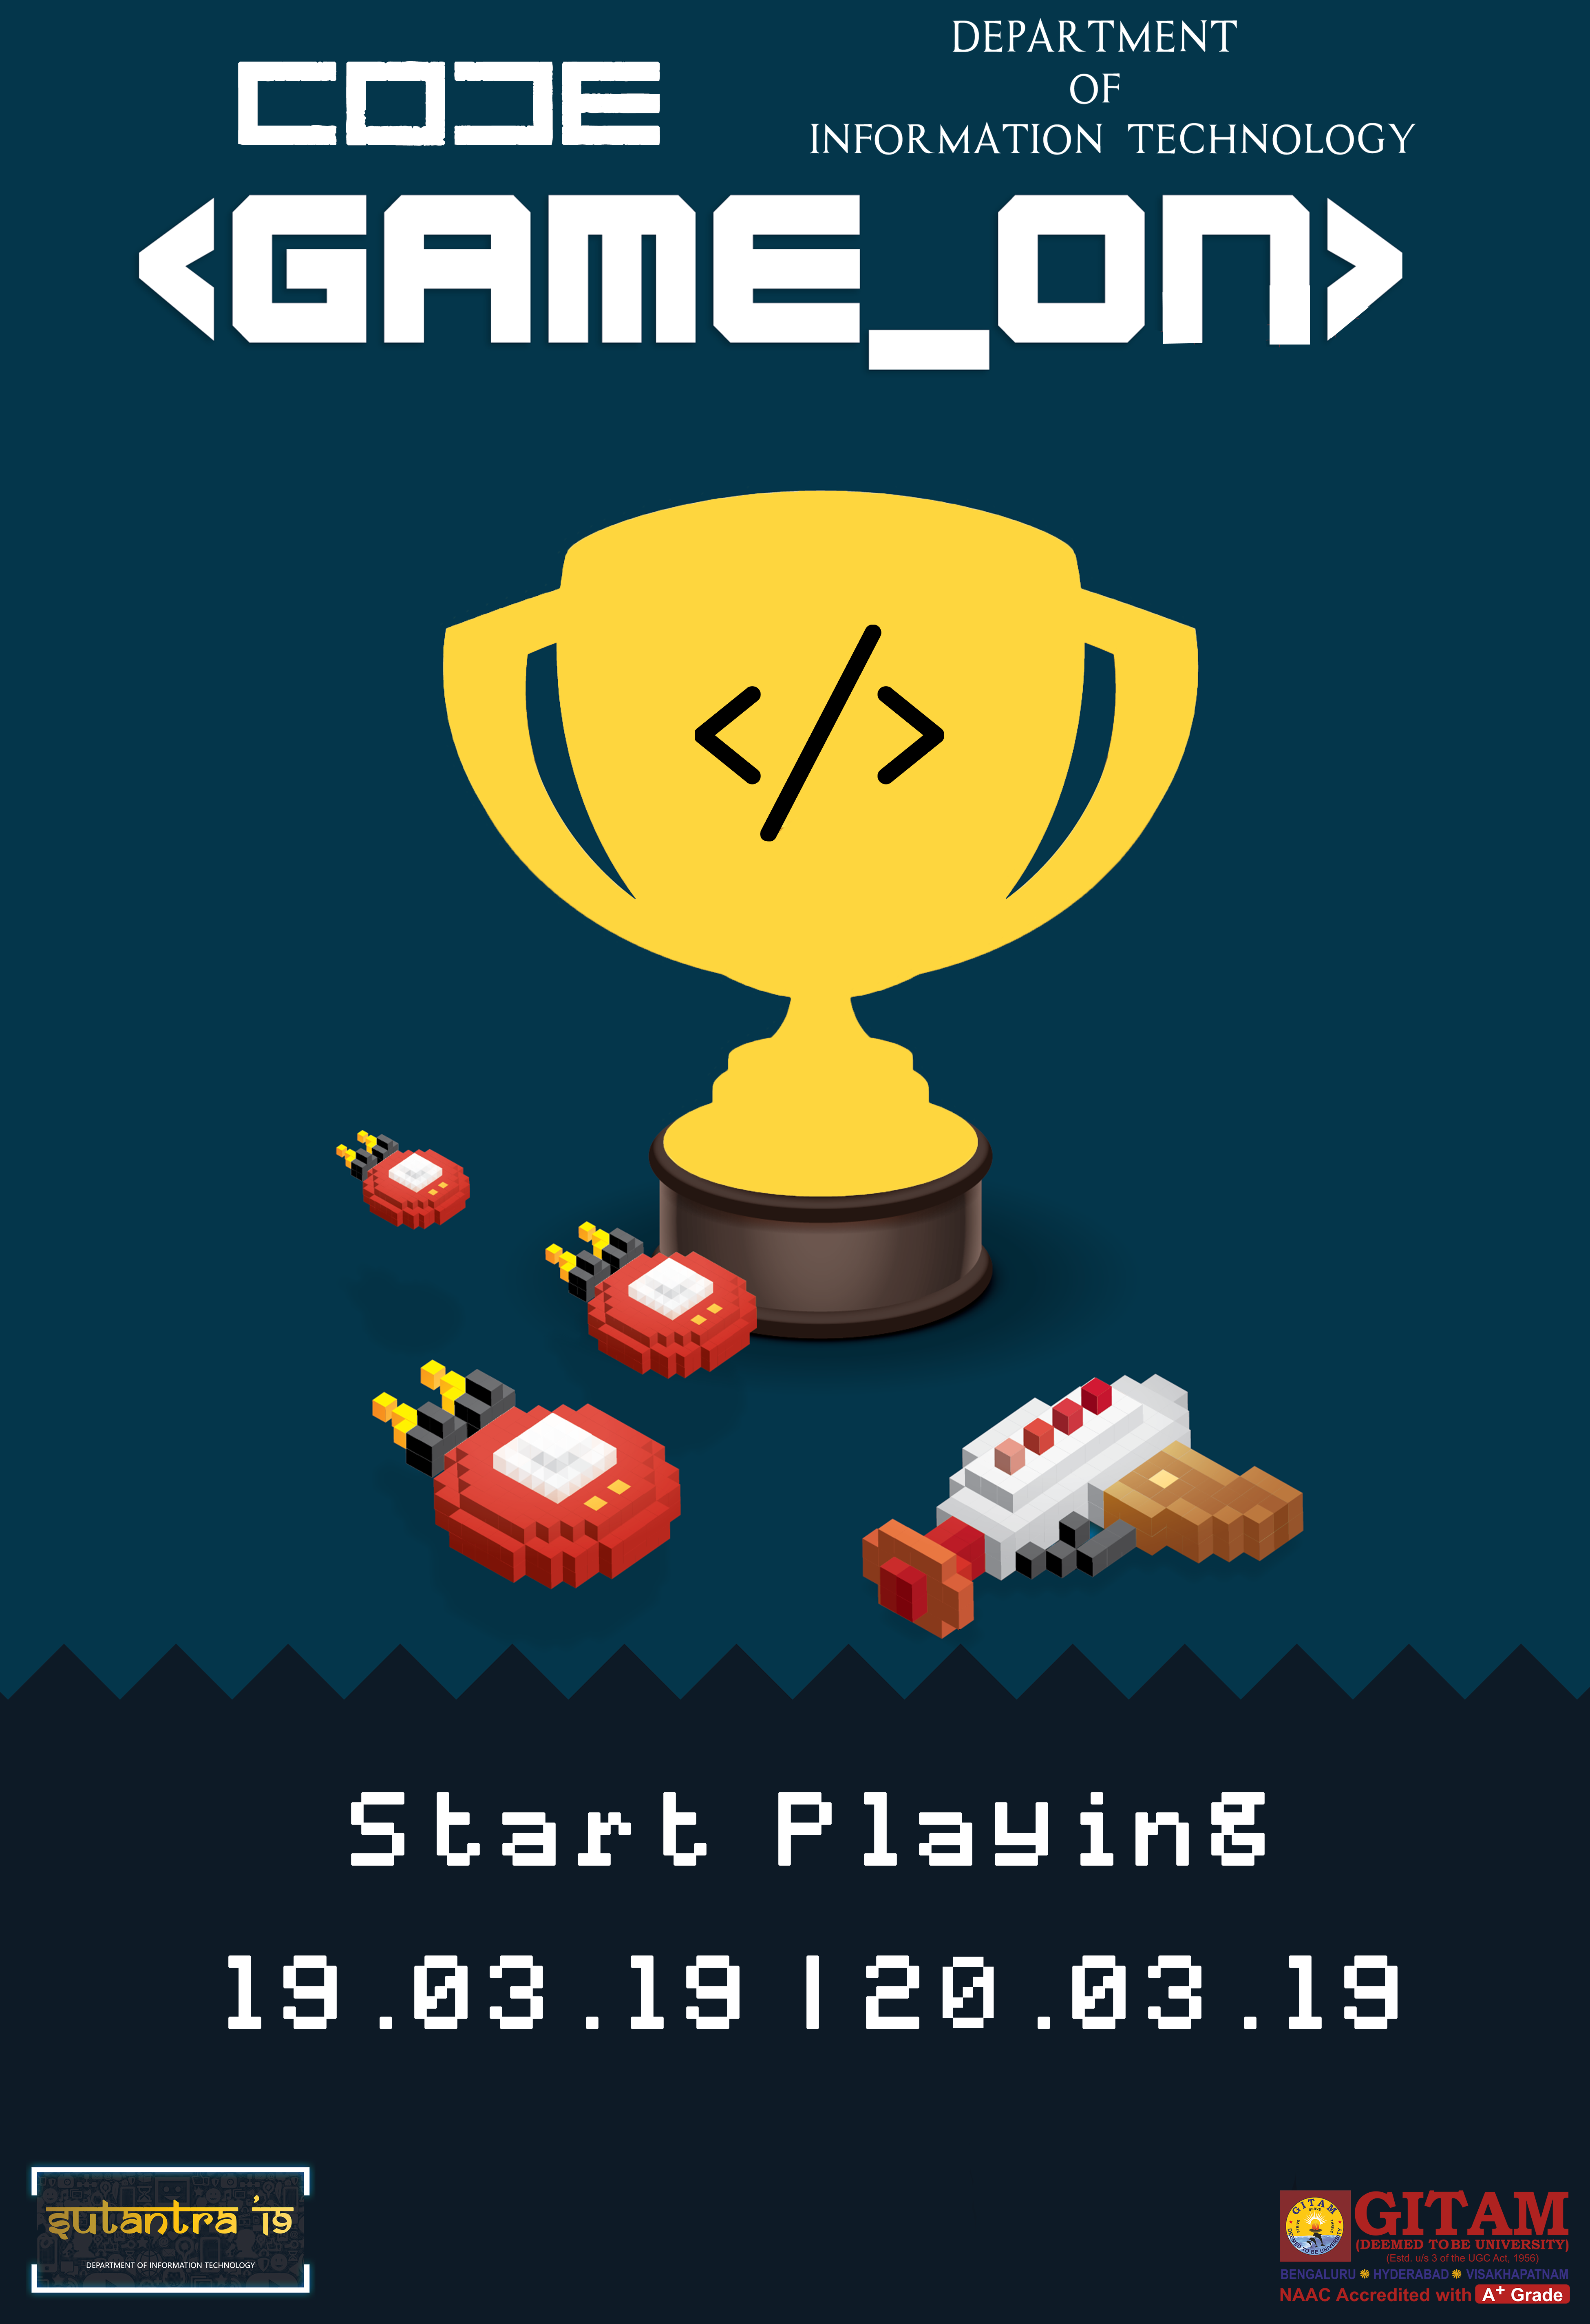 CODE
DEPARTMENT
OF
INFORMATION TECHNOLOGY
<GAME_ON>
</>
Start Playing
19.03.19|20.03.19
sutantra '19
DEPARTMENT OF INFORMATION TECHNOLOGY
GITAM
GITAM
(DEEMED TO BE UNIVERSITY)
(Estd. u/s 3 of the UGC Act, 1956)
BENGALURU HYDERABAD VISAKHAPATNAM
NAAC Accredited with A+ Grade